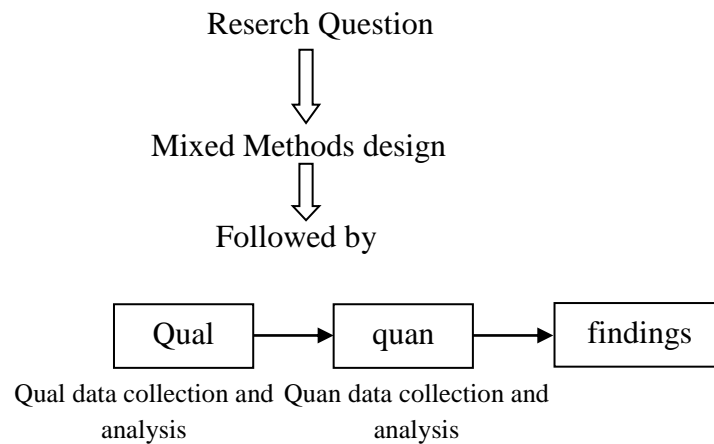 Reserch Question
Mixed Methods design
Followed by
Qual
quan
findings
Qual data collection and
analysis
Quan data collection and
analysis